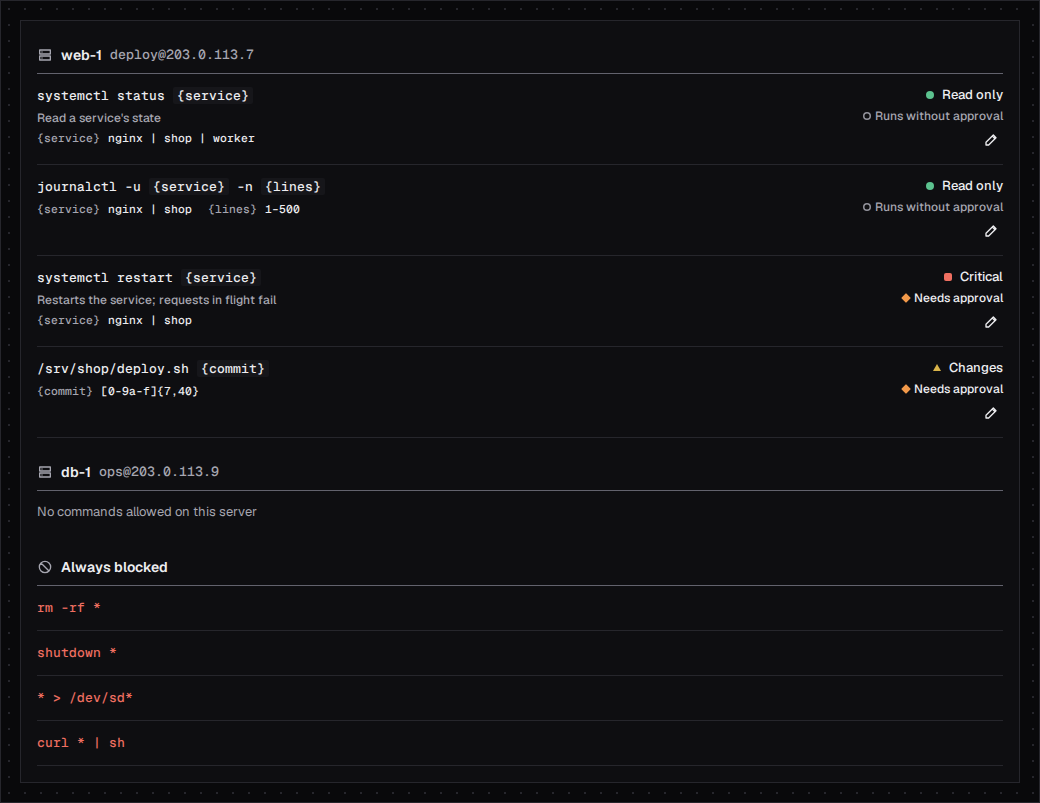 web-1 deploy@203.0.113.7
systemctl status {service}
Read only
Read a service's state
Runs without approval
{service} nginx | shop | worker
journalctl -u {service} -n {lines}
Read only
{service} nginx | shop {lines} 1-500
Runs without approval
systemctl restart {service}
Critical
Restarts the service; requests in flight fail
Needs approval
{service} nginx | shop
/srv/shop/deploy.sh {commit}
Changes
{commit} [0-9a-f]{7,40}
Needs approval
db-1 ops@203.0.113.9
No commands allowed on this server
Always blocked
rm -rf *
shutdown *
* > /dev/sd*
curl * | sh